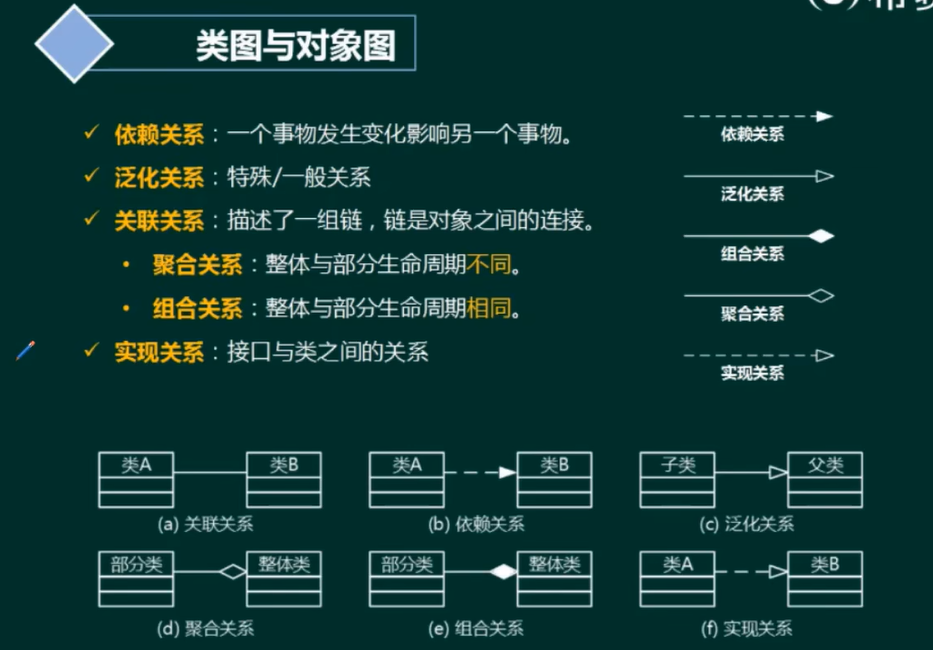 类图与对象图
依赖关系：一个事物发生变化影响另一个事物。
泛化关系：特殊/一般关系
关联关系：描述了一组链，链是对象之间的连接。
聚合关系：整体与部分生命周期不同。
组合关系：整体与部分生命周期相同。
实现关系：接口与类之间的关系
依赖关系
泛化关系
组合关系
聚合关系
实现关系
类A
类B
(a) 关联关系
类A
类B
(b) 依赖关系
子类
父类
(c) 泛化关系
部分类
整体类
(d) 聚合关系
部分类
整体类
(e) 组合关系
类A
类B
(f) 实现关系